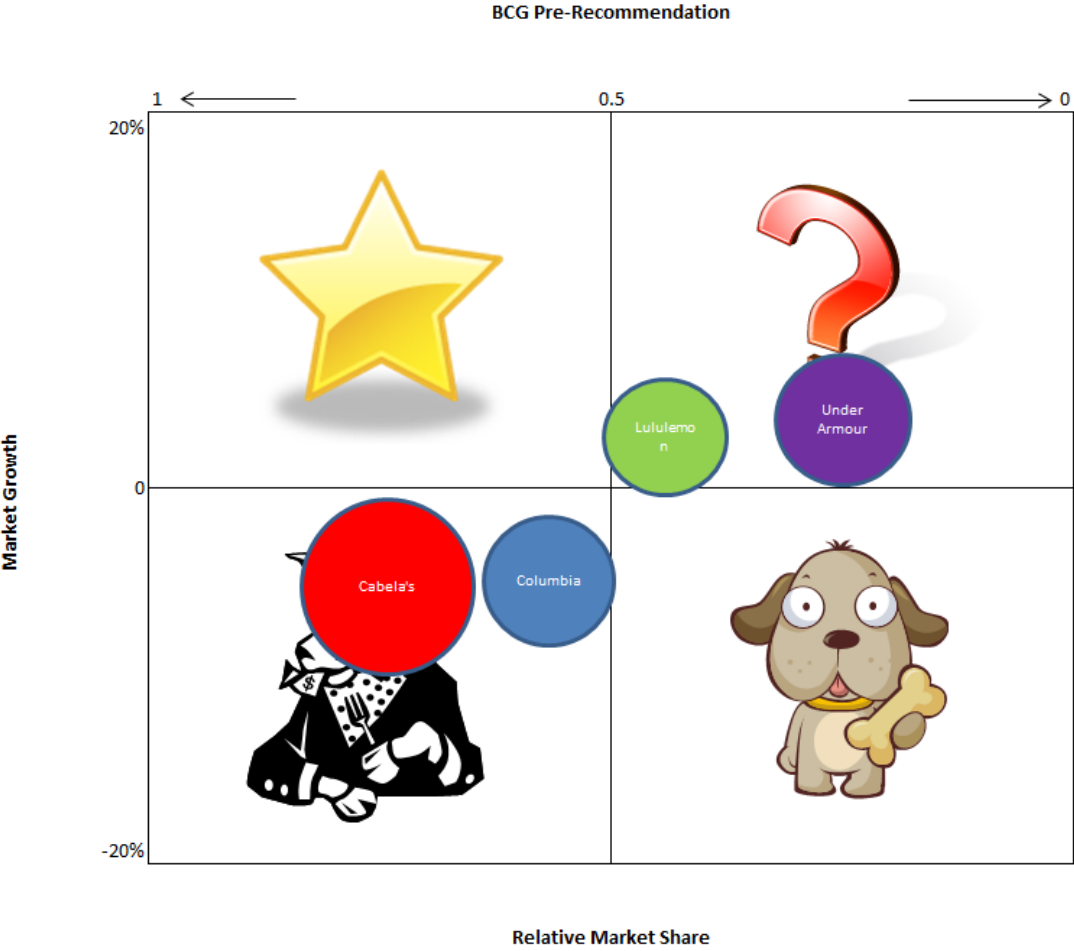 BCG Pre-Recommendation
1
0.5
0
20%
Under
Armour
Lululemo
n
Market Growth
0
Cabela's
Columbia
$
-20%
Relative Market Share